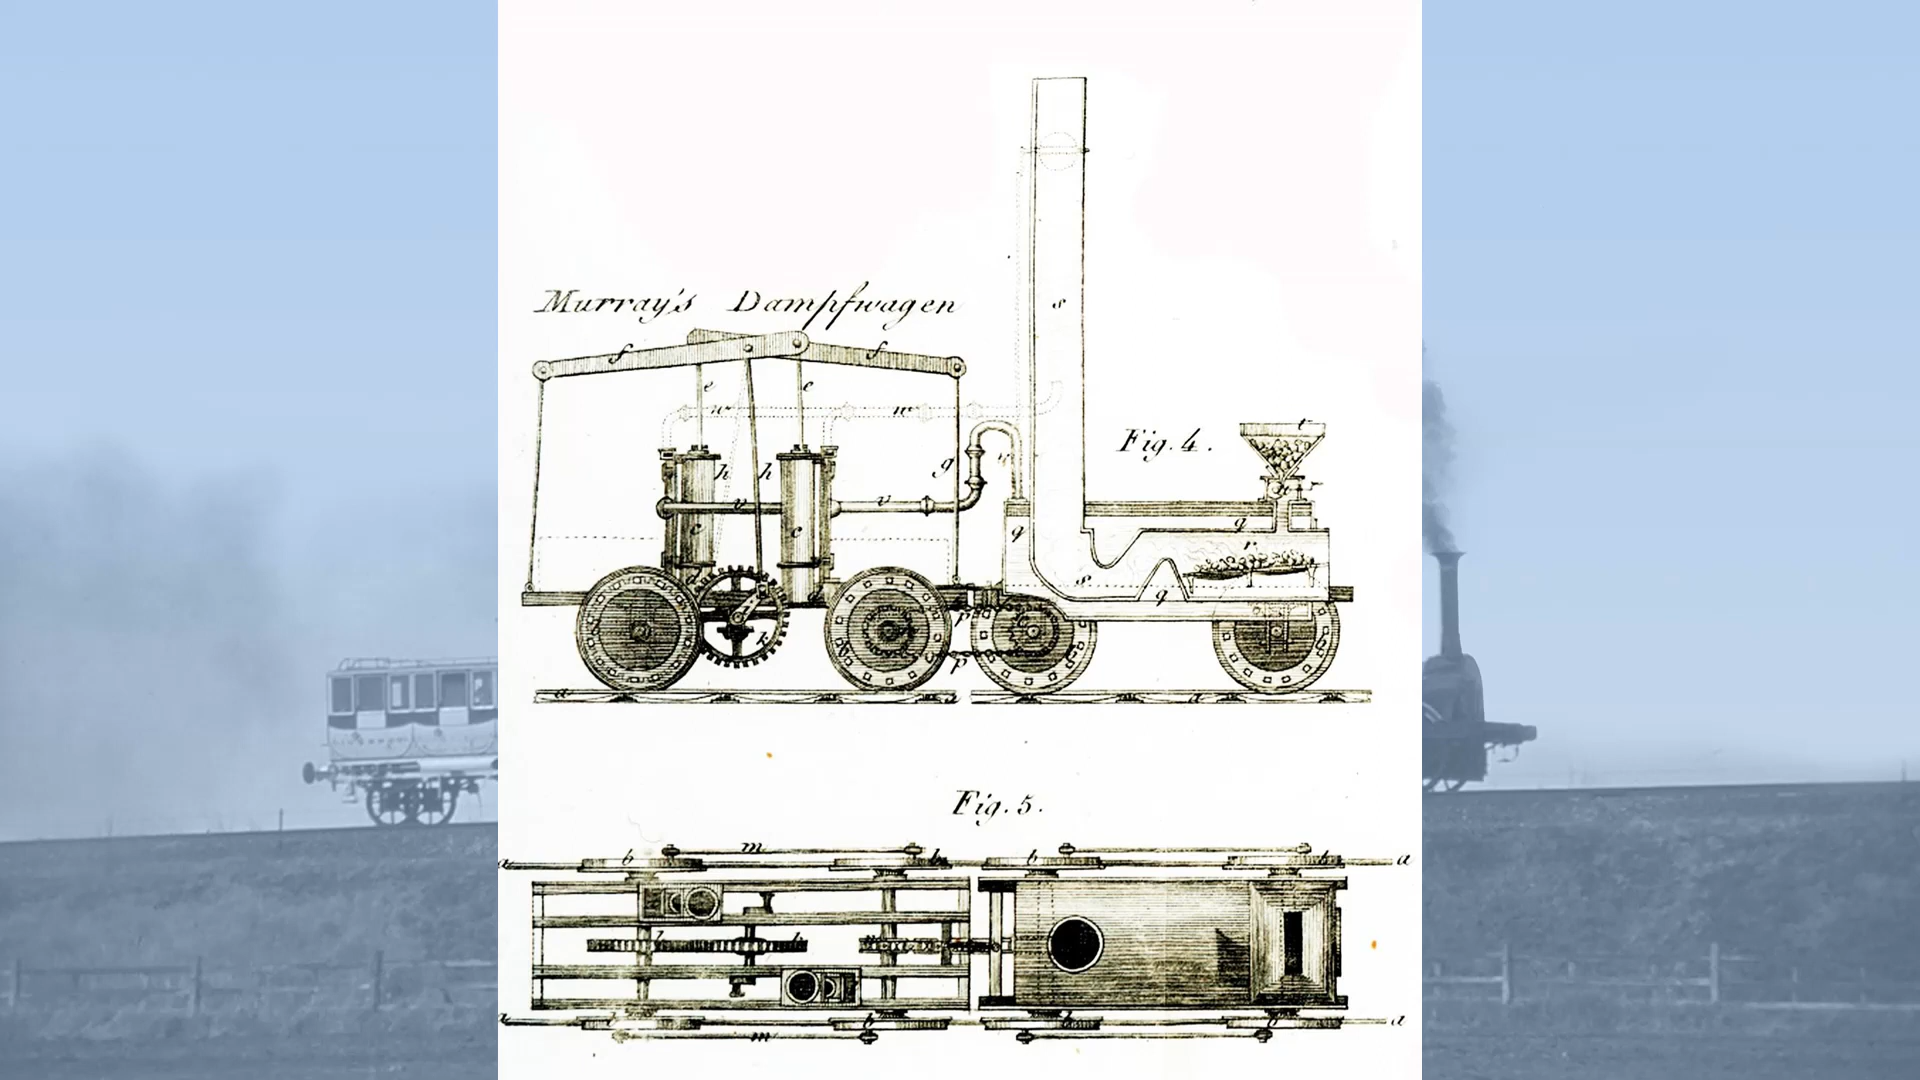 Murray's Dampfwagen
f f
e e
w w
Fig. 4. t
h h g
v v
c c q q r
d s
q
k p
p
a a
s
Fig. 5.
m
a b b b b a
l k
a b b b b a
m